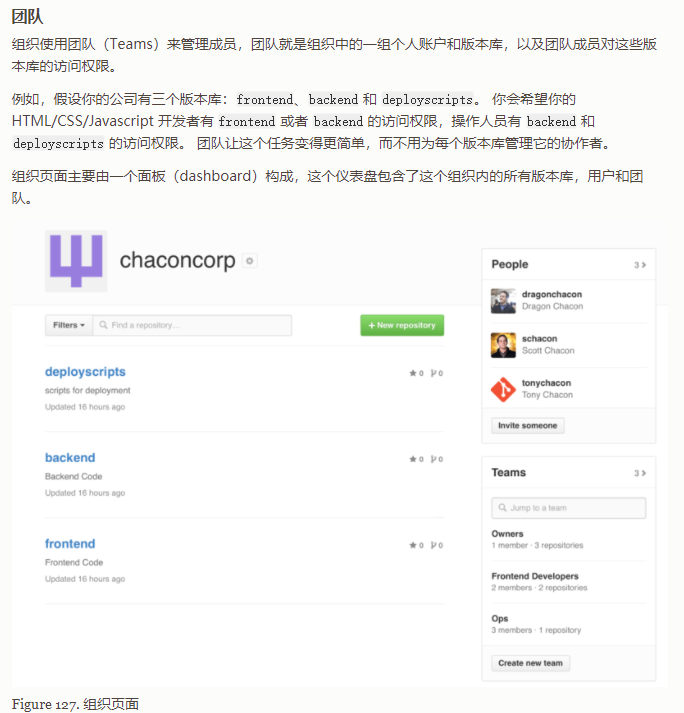 团队
组织使用团队（Teams）来管理成员，团队就是组织中的一组个人账户和版本库，以及团队成员对这些版
本库的访问权限。
例如，假设你的公司有三个版本库：frontend、backend 和 deployscripts。 你会希望你的
HTML/CSS/Javascript 开发者有 frontend 或者 backend 的访问权限，操作人员有 backend 和
deployscripts 的访问权限。 团队让这个任务变得更简单，而不用为每个版本库管理它的协作者。
组织页面主要由一个面板（dashboard）构成，这个仪表盘包含了这个组织内的所有版本库，用户和团
队。
chaconcorp
Filters
Find a repository...
+ New repository
deployscripts
0 0
scripts for deployment
Updated 16 hours ago
backend
0 0
Backend Code
Updated 16 hours ago
frontend
0 0
Frontend Code
Updated 16 hours ago
People
3 >
dragonchacon
Dragon Chacon
schacon
Scott Chacon
tonychacon
Tony Chacon
Invite someone
Teams
3 >
Jump to a team
Owners
1 member · 3 repositories
Frontend Developers
2 members · 2 repositories
Ops
3 members · 1 repository
Create new team
Figure 127. 组织页面